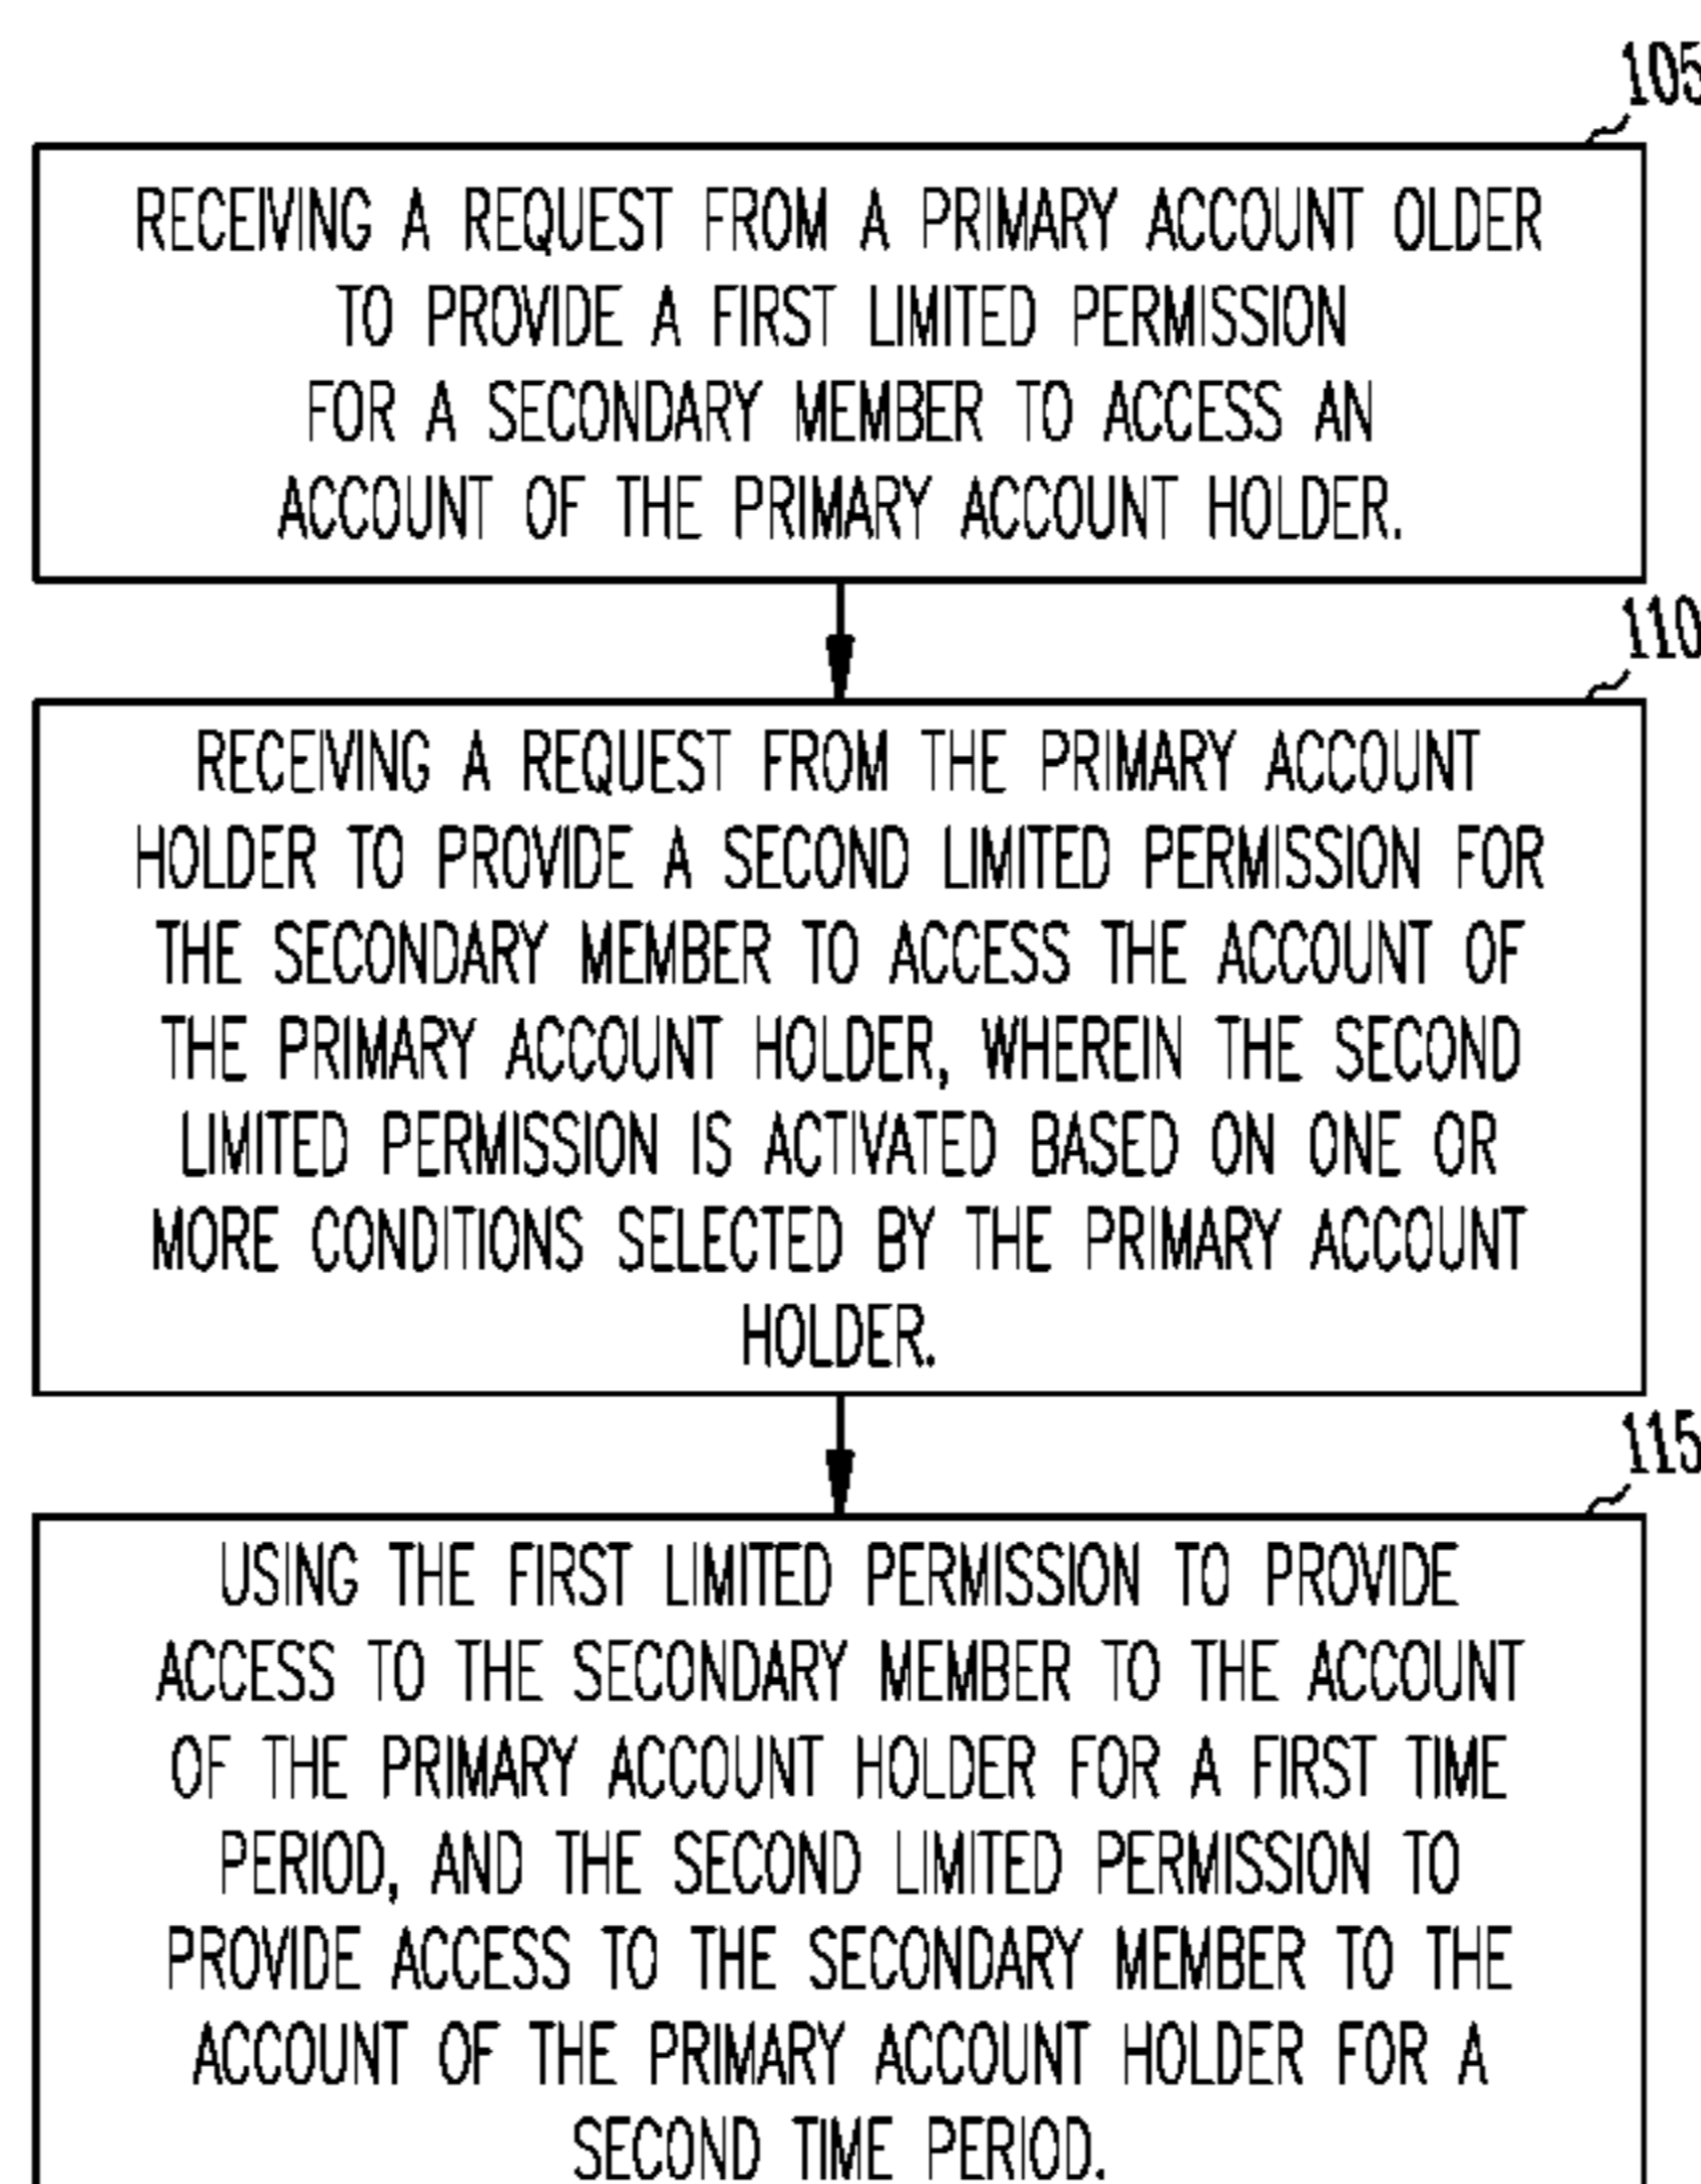 105
RECEIVING A REQUEST FROM A PRIMARY ACCOUNT OLDER
TO PROVIDE A FIRST LIMITED PERMISSION
FOR A SECONDARY MEMBER TO ACCESS AN
ACCOUNT OF THE PRIMARY ACCOUNT HOLDER.
110
RECEIVING A REQUEST FROM THE PRIMARY ACCOUNT
HOLDER TO PROVIDE A SECOND LIMITED PERMISSION FOR
THE SECONDARY MEMBER TO ACCESS THE ACCOUNT OF
THE PRIMARY ACCOUNT HOLDER, WHEREIN THE SECOND
LIMITED PERMISSION IS ACTIVATED BASED ON ONE OR
MORE CONDITIONS SELECTED BY THE PRIMARY ACCOUNT
HOLDER.
115
USING THE FIRST LIMITED PERMISSION TO PROVIDE
ACCESS TO THE SECONDARY MEMBER TO THE ACCOUNT
OF THE PRIMARY ACCOUNT HOLDER FOR A FIRST TIME
PERIOD, AND THE SECOND LIMITED PERMISSION TO
PROVIDE ACCESS TO THE SECONDARY MEMBER TO THE
ACCOUNT OF THE PRIMARY ACCOUNT HOLDER FOR A
SECOND TIME PERIOD.